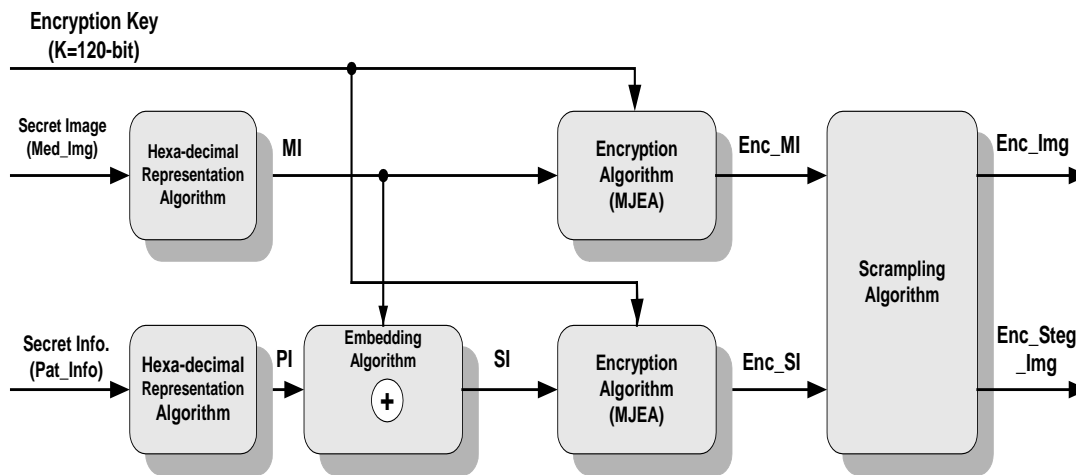 Encryption Key
(K=120-bit)
Secret Image
(Med_Img)
Hexa-decimal
Representation
Algorithm
MI
Encryption
Algorithm
(MJEA)
Enc_MI
Enc_Img
Scrampling
Algorithm
Secret Info.
(Pat_Info)
Hexa-decimal
Representation
Algorithm
PI
Embedding
Algorithm
+
SI
Encryption
Algorithm
(MJEA)
Enc_SI
Enc_Steg
_Img